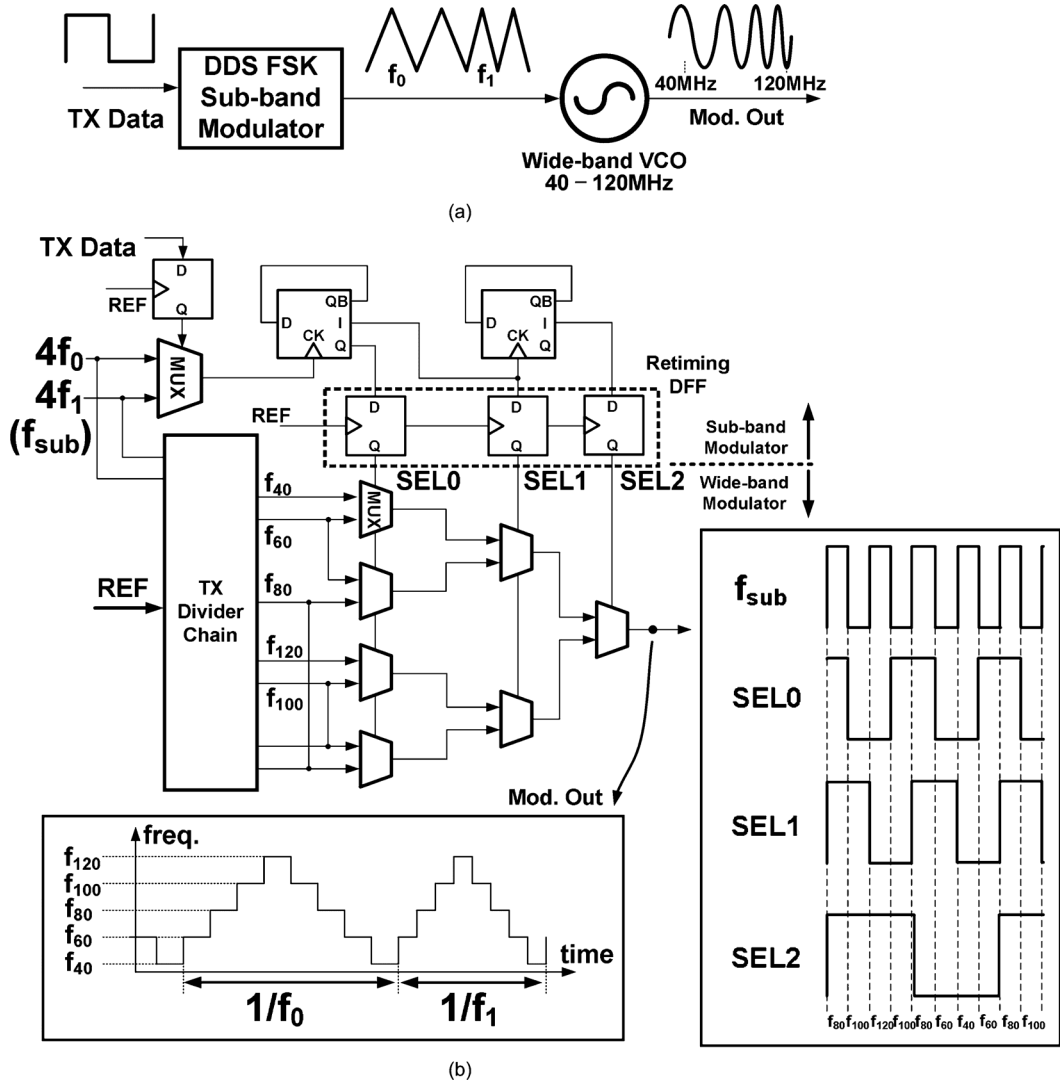 TX Data
DDS FSK
Sub-band
Modulator
f0
f1
40MHz
120MHz
Mod. Out
Wide-band VCO
40 – 120MHz
(a)
TX Data
D
Q
REF
4f0
4f1
(fsub)
MUX
D
QB
I
Q
CK
D
QB
I
Q
CK
Retiming
DFF
REF
D
Q
D
Q
D
Q
SEL0
SEL1
SEL2
Sub-band
Modulator
Wide-band
Modulator
REF
TX
Divider
Chain
f40
f60
f80
f120
f100
MUX
Mod. Out
freq.
f120
f100
f80
f60
f40
time
1/f0
1/f1
fsub
SEL0
SEL1
SEL2
f80 f100 f120 f100 f80 f60 f40 f60 f80 f100
(b)